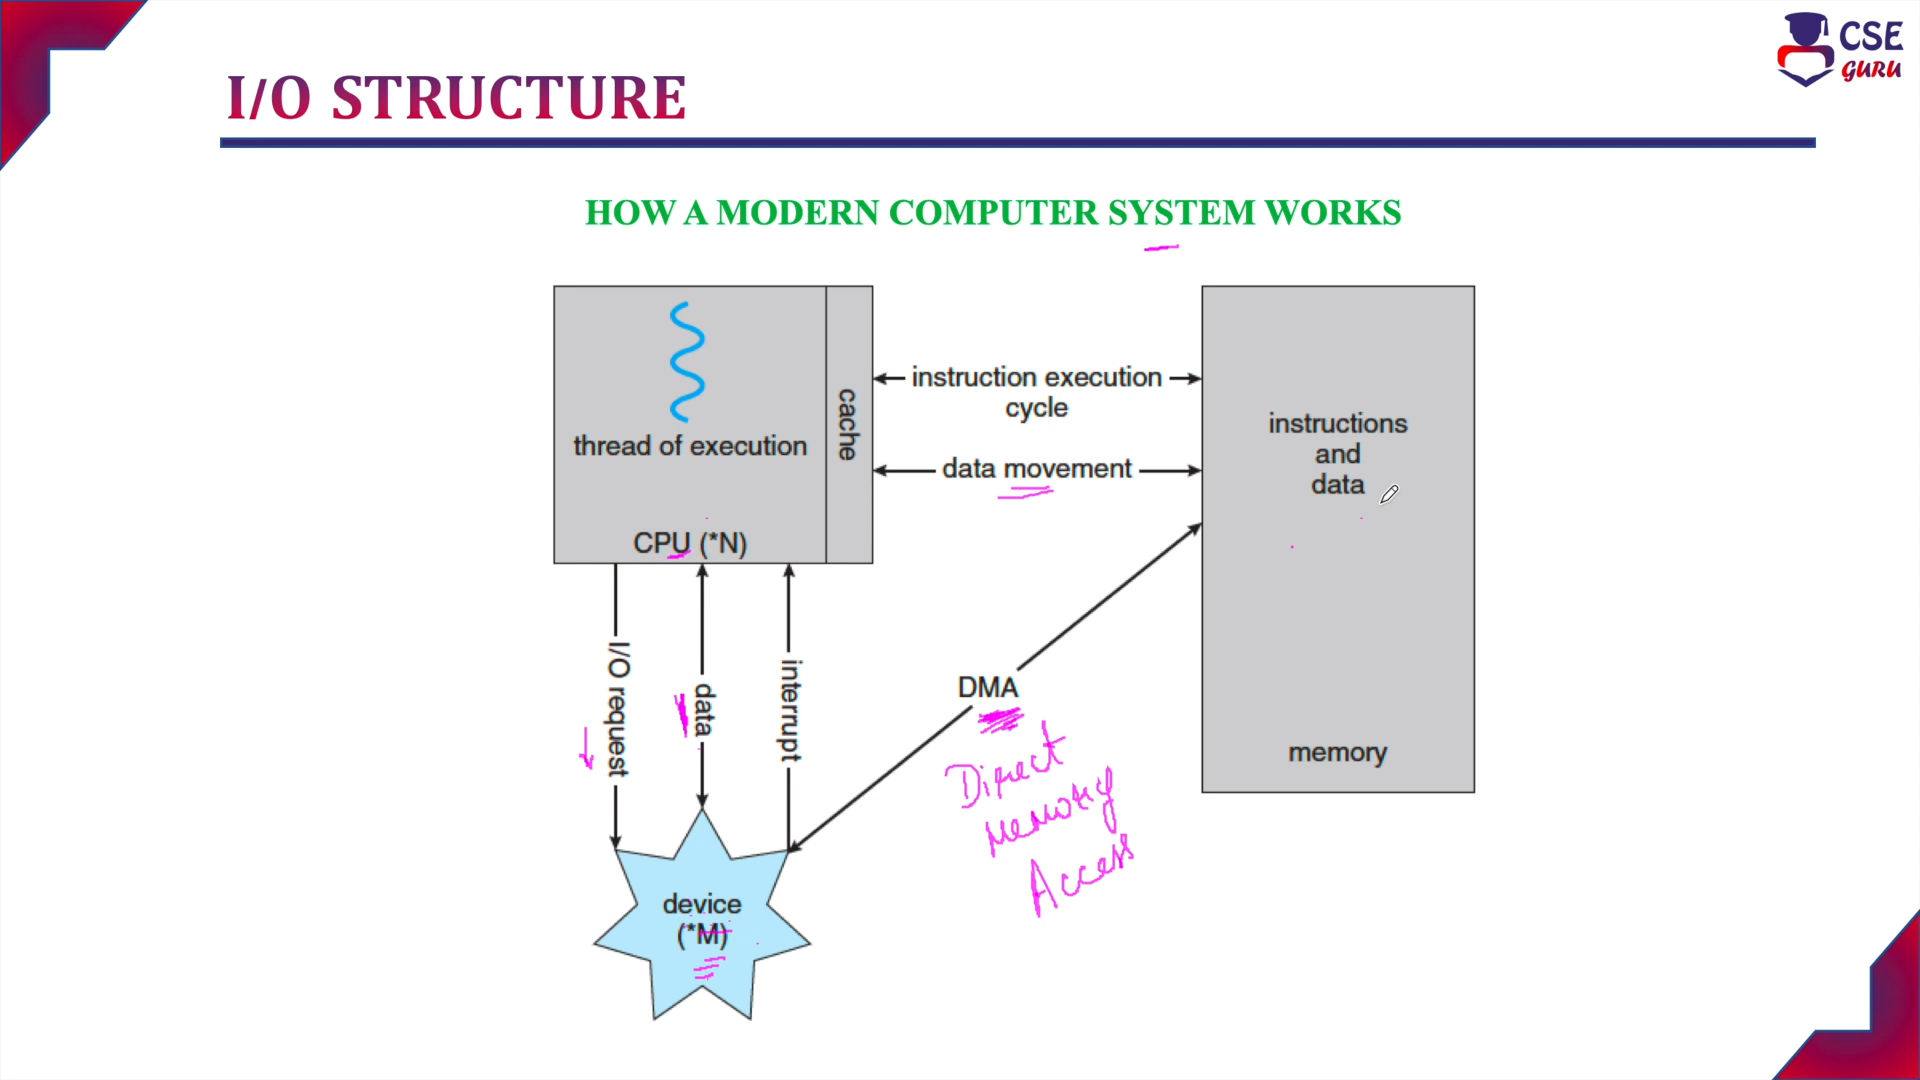 CSE
GURU
I/O STRUCTURE
HOW A MODERN COMPUTER SYSTEM WORKS
thread of execution
cache
CPU (*N)
instruction execution
cycle
data movement
instructions
and
data
memory
I/O request
data
interrupt
DMA
Direct
Memory
Access
device
(*M)